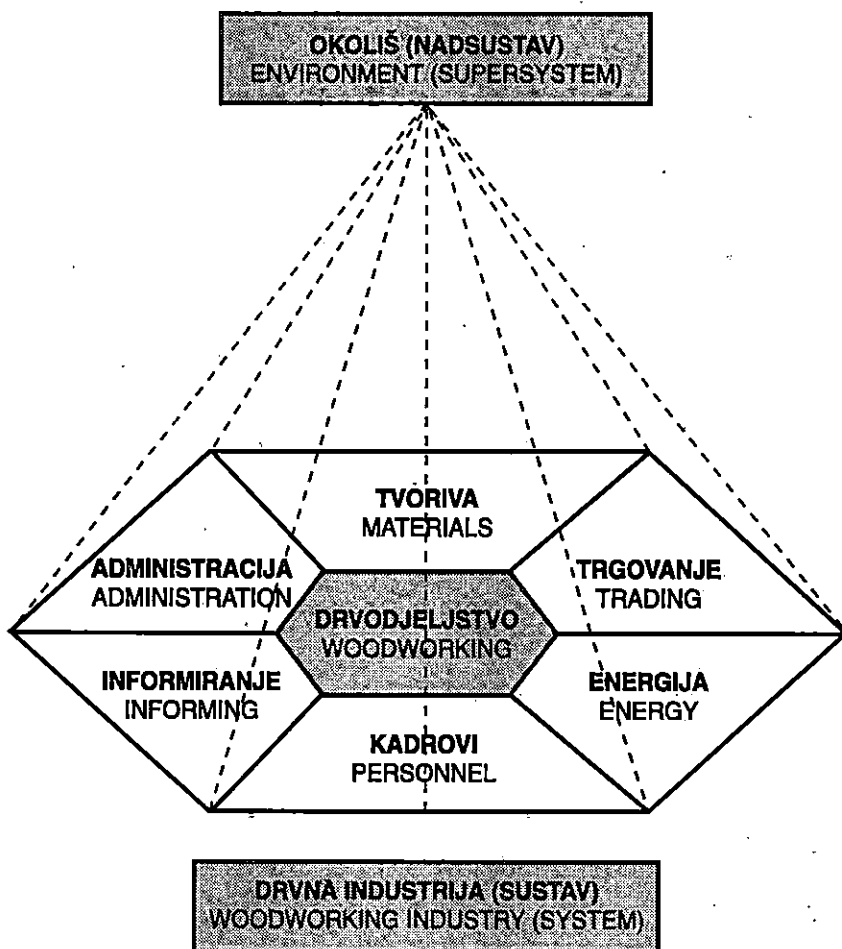 OKOLIŠ (NADSUSTAV)
ENVIRONMENT (SUPERSYSTEM)
TVORIVA
MATERIALS
ADMINISTRACIJA
ADMINISTRATION
TRGOVANJE
TRADING
DRVODJELJSTVO
WOODWORKING
INFORMIRANJE
INFORMING
ENERGIJA
ENERGY
KADROVI
PERSONNEL
DRVNA INDUSTRIJA (SUSTAV)
WOODWORKING INDUSTRY (SYSTEM)